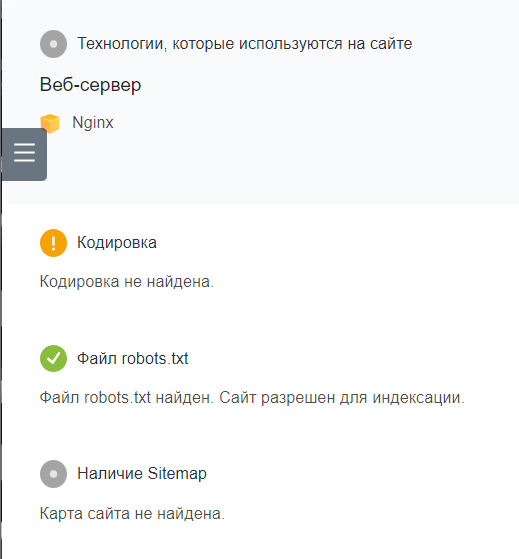 Технологии, которые используются на сайте
Веб-сервер
Nginx
Кодировка
Кодировка не найдена.
Файл robots.txt
Файл robots.txt найден. Сайт разрешен для индексации.
Наличие Sitemap
Карта сайта не найдена.